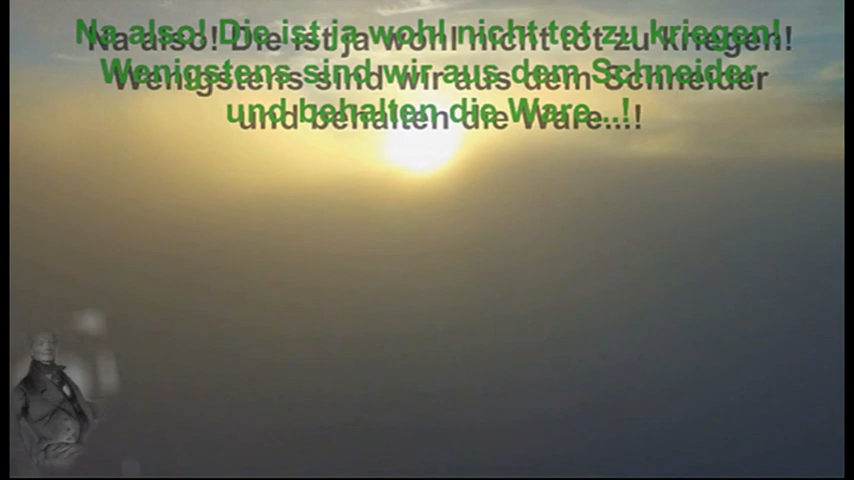 Na also! Die ist ja wohl nicht tot zu kriegen!
Wenigstens sind wir aus dem Schneider
und behalten die Ware...!